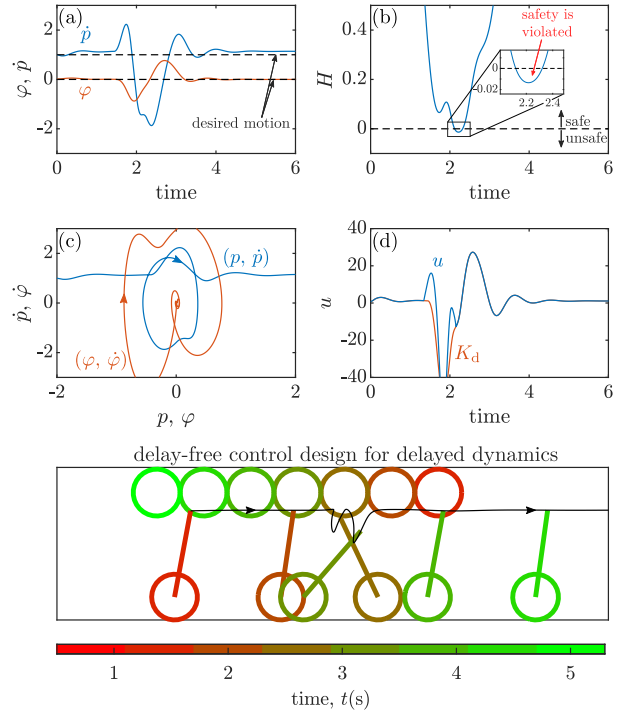 (a)
2
0
-2
φ, ṗ
ṗ
φ
desired motion
0
2
4
6
time
(b)
0.4
0.2
0
H
safety is
violated
0
-0.02
2.2
2.4
safe
unsafe
0
2
4
6
time
(c)
2
0
-2
ṗ, φ̇
(p, ṗ)
(φ, φ̇)
-2
-1
0
1
2
p, φ
(d)
40
20
0
-20
-40
u
u
K_d
0
2
4
6
time
delay-free control design for delayed dynamics
1
2
3
4
5
time, t(s)